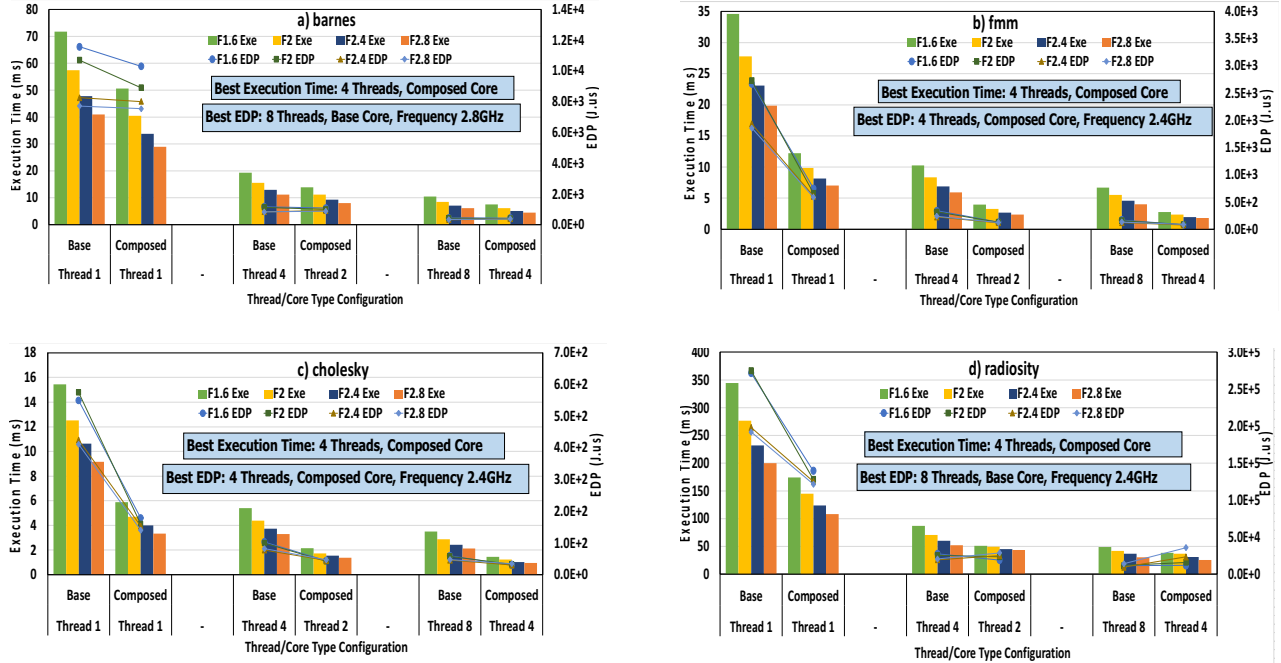 a) barnes
F1.6 Exe F2 Exe F2.4 Exe F2.8 Exe
F1.6 EDP F2 EDP F2.4 EDP F2.8 EDP
Best Execution Time: 4 Threads, Composed Core
Best EDP: 8 Threads, Base Core, Frequency 2.8GHz
Execution Time (ms)
80
70
60
50
40
30
20
10
0
EDP (J.us)
1.4E+4
1.2E+4
1.0E+4
8.0E+3
6.0E+3
4.0E+3
2.0E+3
0.0E+0
Base Composed Base Composed Base Composed
Thread 1 Thread 1 - Thread 4 Thread 2 - Thread 8 Thread 4
Thread/Core Type Configuration
b) fmm
F1.6 Exe F2 Exe F2.4 Exe F2.8 Exe
F1.6 EDP F2 EDP F2.4 EDP F2.8 EDP
Best Execution Time: 4 Threads, Composed Core
Best EDP: 4 Threads, Composed Core, Frequency 2.4GHz
Execution Time (ms)
35
30
25
20
15
10
5
0
EDP (J.us)
4.0E+3
3.5E+3
3.0E+3
2.5E+3
2.0E+3
1.5E+3
1.0E+3
5.0E+2
0.0E+0
Base Composed Base Composed Base Composed
Thread 1 Thread 1 - Thread 4 Thread 2 - Thread 8 Thread 4
Thread/Core Type Configuration
c) cholesky
F1.6 Exe F2 Exe F2.4 Exe F2.8 Exe
F1.6 EDP F2 EDP F2.4 EDP F2.8 EDP
Best Execution Time: 4 Threads, Composed Core
Best EDP: 4 Threads, Composed Core, Frequency 2.4GHz
Execution Time (ms)
18
16
14
12
10
8
6
4
2
0
EDP (J.us)
7.0E+2
6.0E+2
5.0E+2
4.0E+2
3.0E+2
2.0E+2
1.0E+2
0.0E+0
Base Composed Base Composed Base Composed
Thread 1 Thread 1 - Thread 4 Thread 2 - Thread 8 Thread 4
Thread/Core Type Configuration
d) radiosity
F1.6 Exe F2 Exe F2.4 Exe F2.8 Exe
F1.6 EDP F2 EDP F2.4 EDP F2.8 EDP
Best Execution Time: 4 Threads, Composed Core
Best EDP: 8 Threads, Base Core, Frequency 2.4GHz
Execution Time (ms)
400
350
300
250
200
150
100
50
0
EDP (J.us)
3.0E+5
2.5E+5
2.0E+5
1.5E+5
1.0E+5
5.0E+4
0.0E+0
Base Composed Base Composed Base Composed
Thread 1 Thread 1 - Thread 4 Thread 2 - Thread 8 Thread 4
Thread/Core Type Configuration